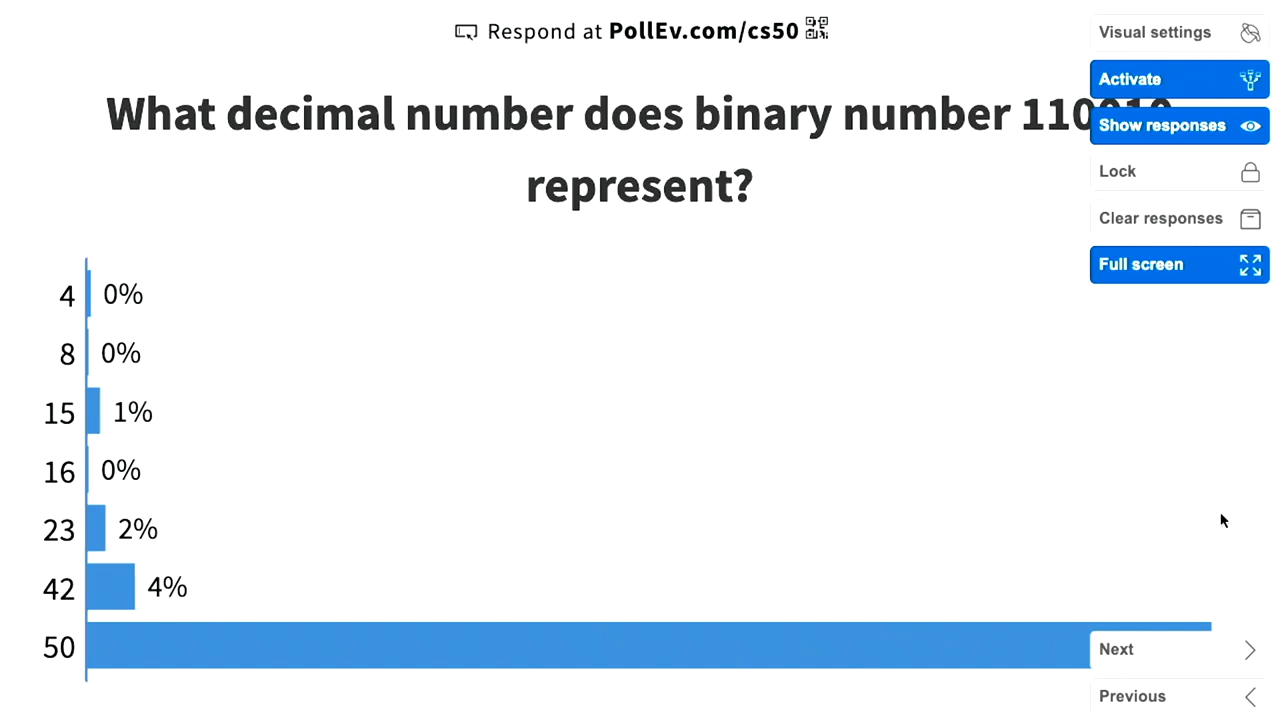 Respond at PollEv.com/cs50
Visual settings
Activate
What decimal number does binary number 110010
Show responses
represent?
Lock
Clear responses
Full screen
4 0%
8 0%
15 1%
16 0%
23 2%
42 4%
50
Next
Previous